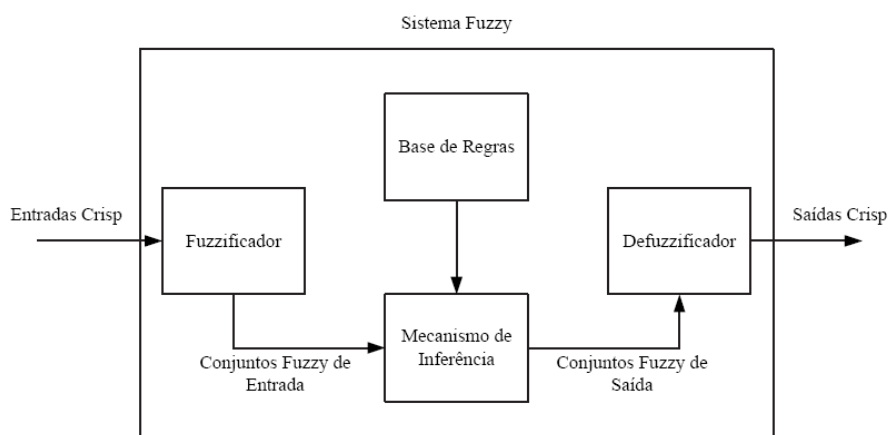 Sistema Fuzzy
Base de Regras
Entradas Crisp
Fuzzificador
Defuzzificador
Saídas Crisp
Mecanismo de
Inferência
Conjuntos Fuzzy de
Entrada
Conjuntos Fuzzy de
Saída